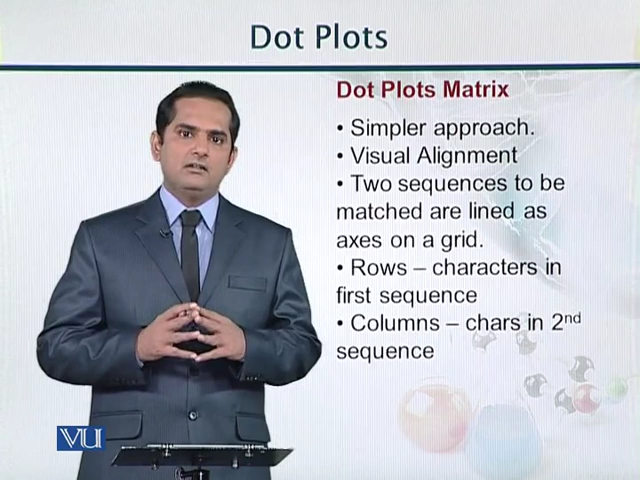 Dot Plots
Dot Plots Matrix
• Simpler approach.
• Visual Alignment
• Two sequences to be
matched are lined as
axes on a grid.
• Rows – characters in
first sequence
• Columns – chars in 2nd
sequence
VU